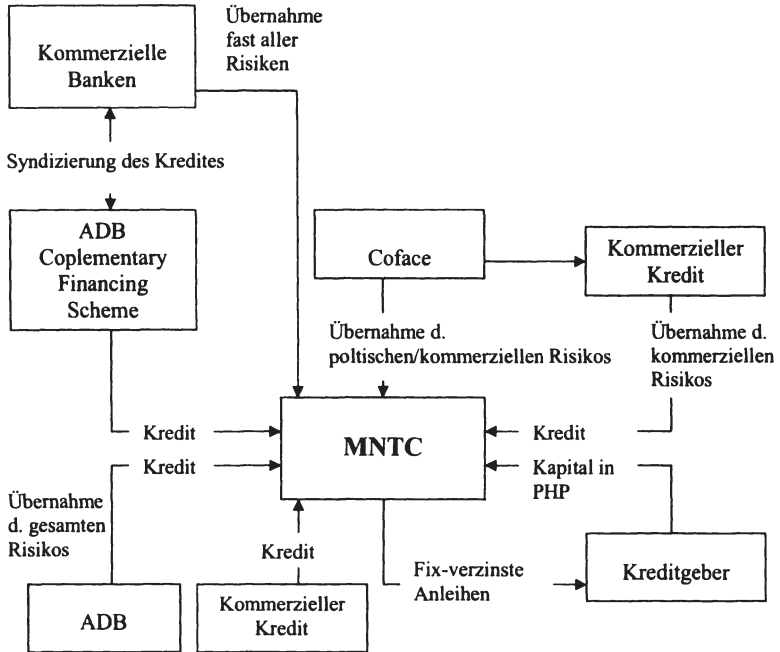 Übernahme
fast aller
Risiken
Kommerzielle
Banken
Syndizierung des Kredites
ADB
Coplementary
Financing
Scheme
Coface
Kommerzieller
Kredit
Übernahme d.
poltischen/kommerziellen Risikos
Übernahme d.
kommerziellen
Risikos
Kredit
MNTC
Kredit
Kredit
Kapital in
PHP
Übernahme
d. gesamten
Risikos
Kredit
Fix-verzinste
Anleihen
Kreditgeber
ADB
Kommerzieller
Kredit